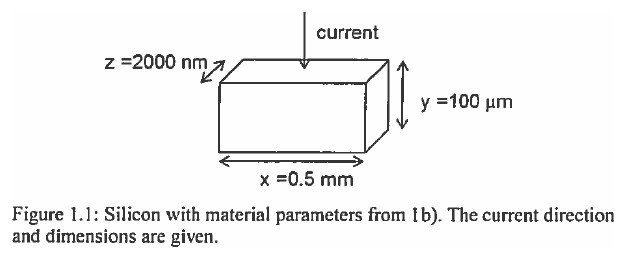 current
z =2000 nm
y =100 µm
x =0.5 mm
Figure 1.1: Silicon with material parameters from 1b). The current direction
and dimensions are given.